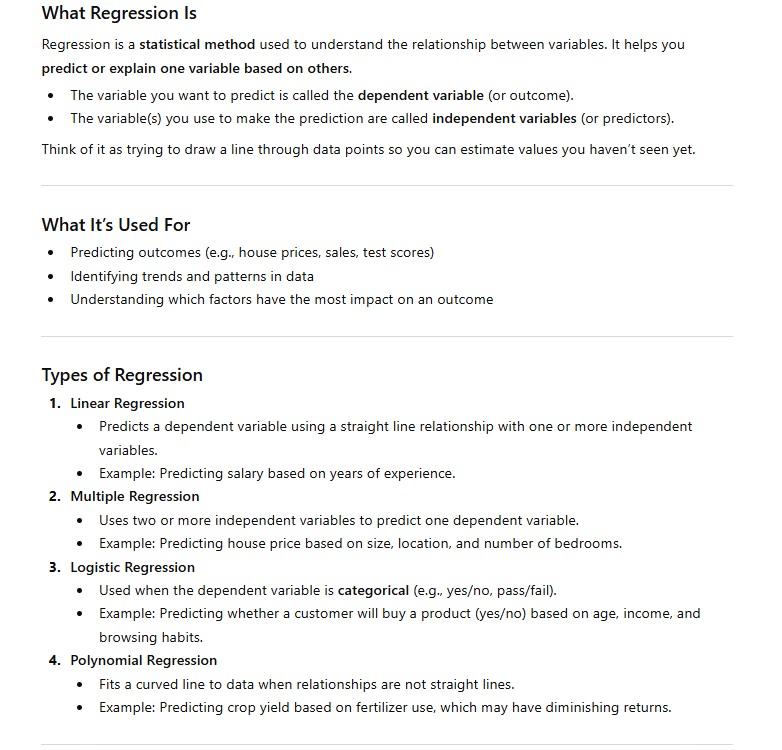 What Regression Is
Regression is a statistical method used to understand the relationship between variables. It helps you
predict or explain one variable based on others.
• The variable you want to predict is called the dependent variable (or outcome).
• The variable(s) you use to make the prediction are called independent variables (or predictors).
Think of it as trying to draw a line through data points so you can estimate values you haven’t seen yet.
What It’s Used For
• Predicting outcomes (e.g., house prices, sales, test scores)
• Identifying trends and patterns in data
• Understanding which factors have the most impact on an outcome
Types of Regression
1. Linear Regression
• Predicts a dependent variable using a straight line relationship with one or more independent
variables.
• Example: Predicting salary based on years of experience.
2. Multiple Regression
• Uses two or more independent variables to predict one dependent variable.
• Example: Predicting house price based on size, location, and number of bedrooms.
3. Logistic Regression
• Used when the dependent variable is categorical (e.g., yes/no, pass/fail).
• Example: Predicting whether a customer will buy a product (yes/no) based on age, income, and
browsing habits.
4. Polynomial Regression
• Fits a curved line to data when relationships are not straight lines.
• Example: Predicting crop yield based on fertilizer use, which may have diminishing returns.